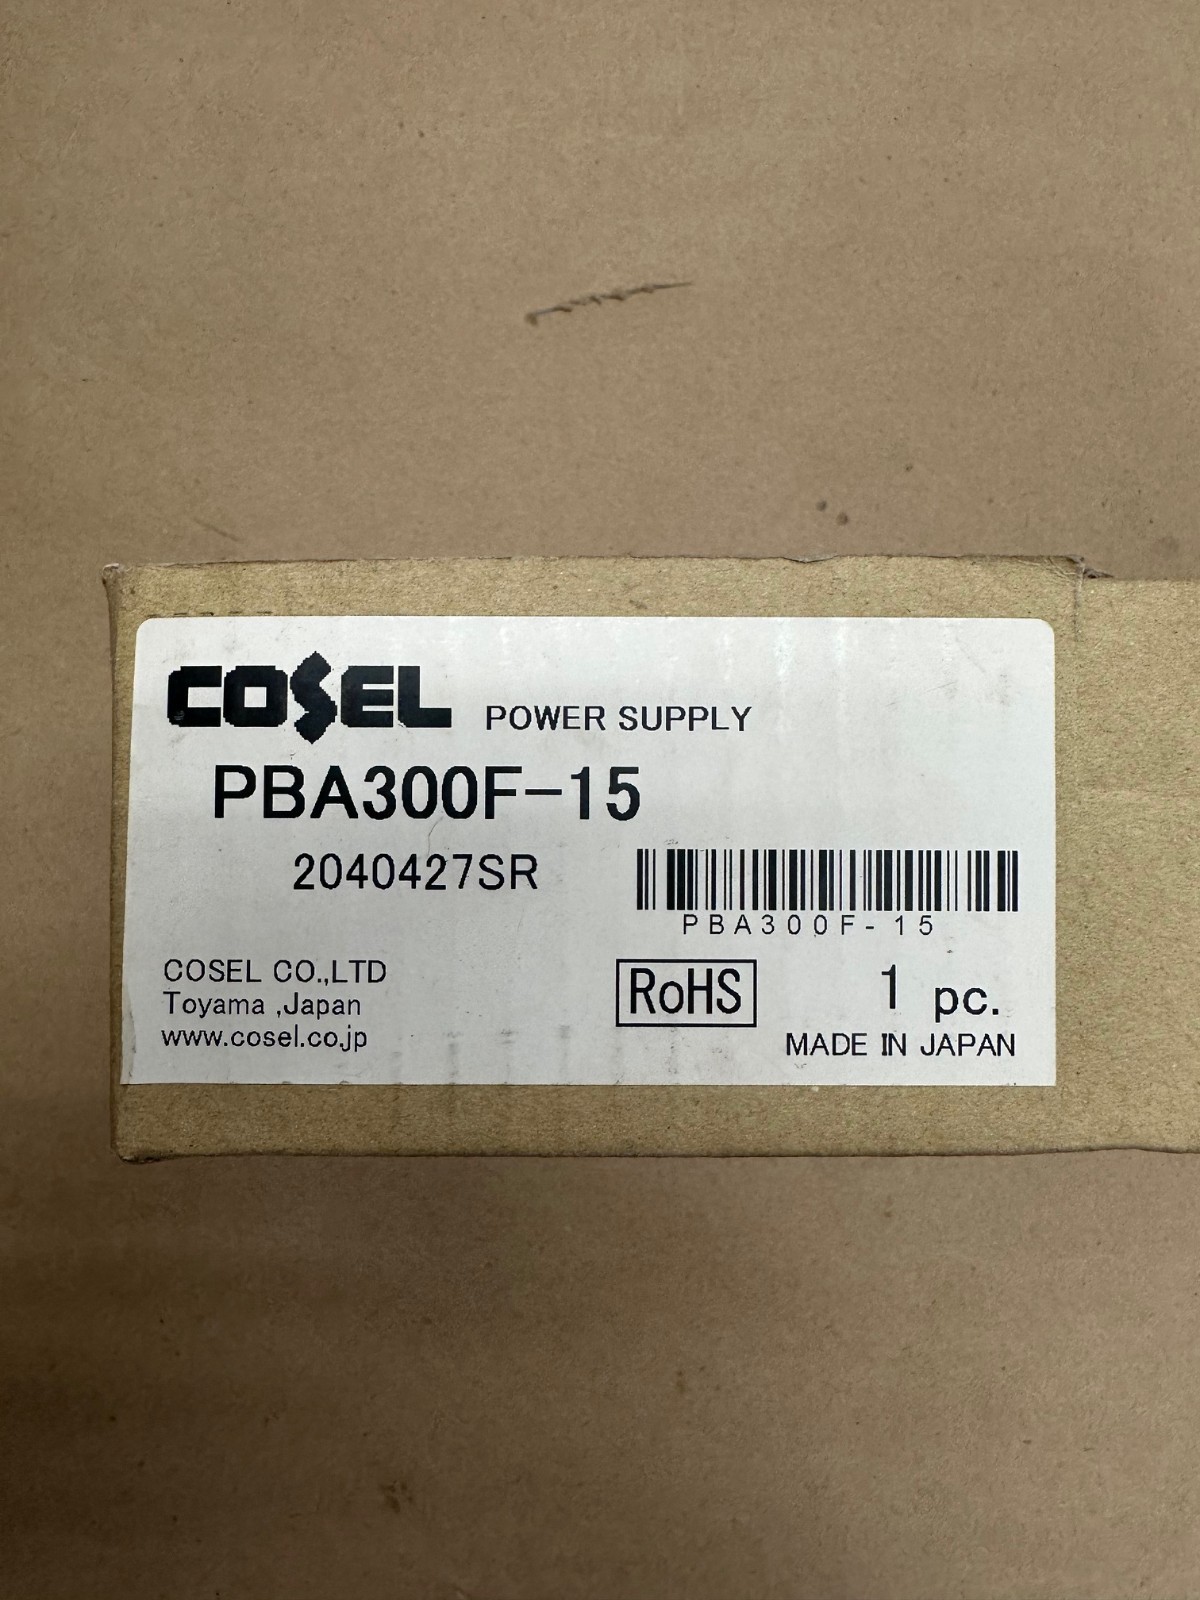 COSEL POWER SUPPLY
PBA300F-15
2040427SR
PBA300F-15
COSEL CO.,LTD
Toyama ,Japan
www.cosel.co.jp
RoHS
1 pc.
MADE IN JAPAN